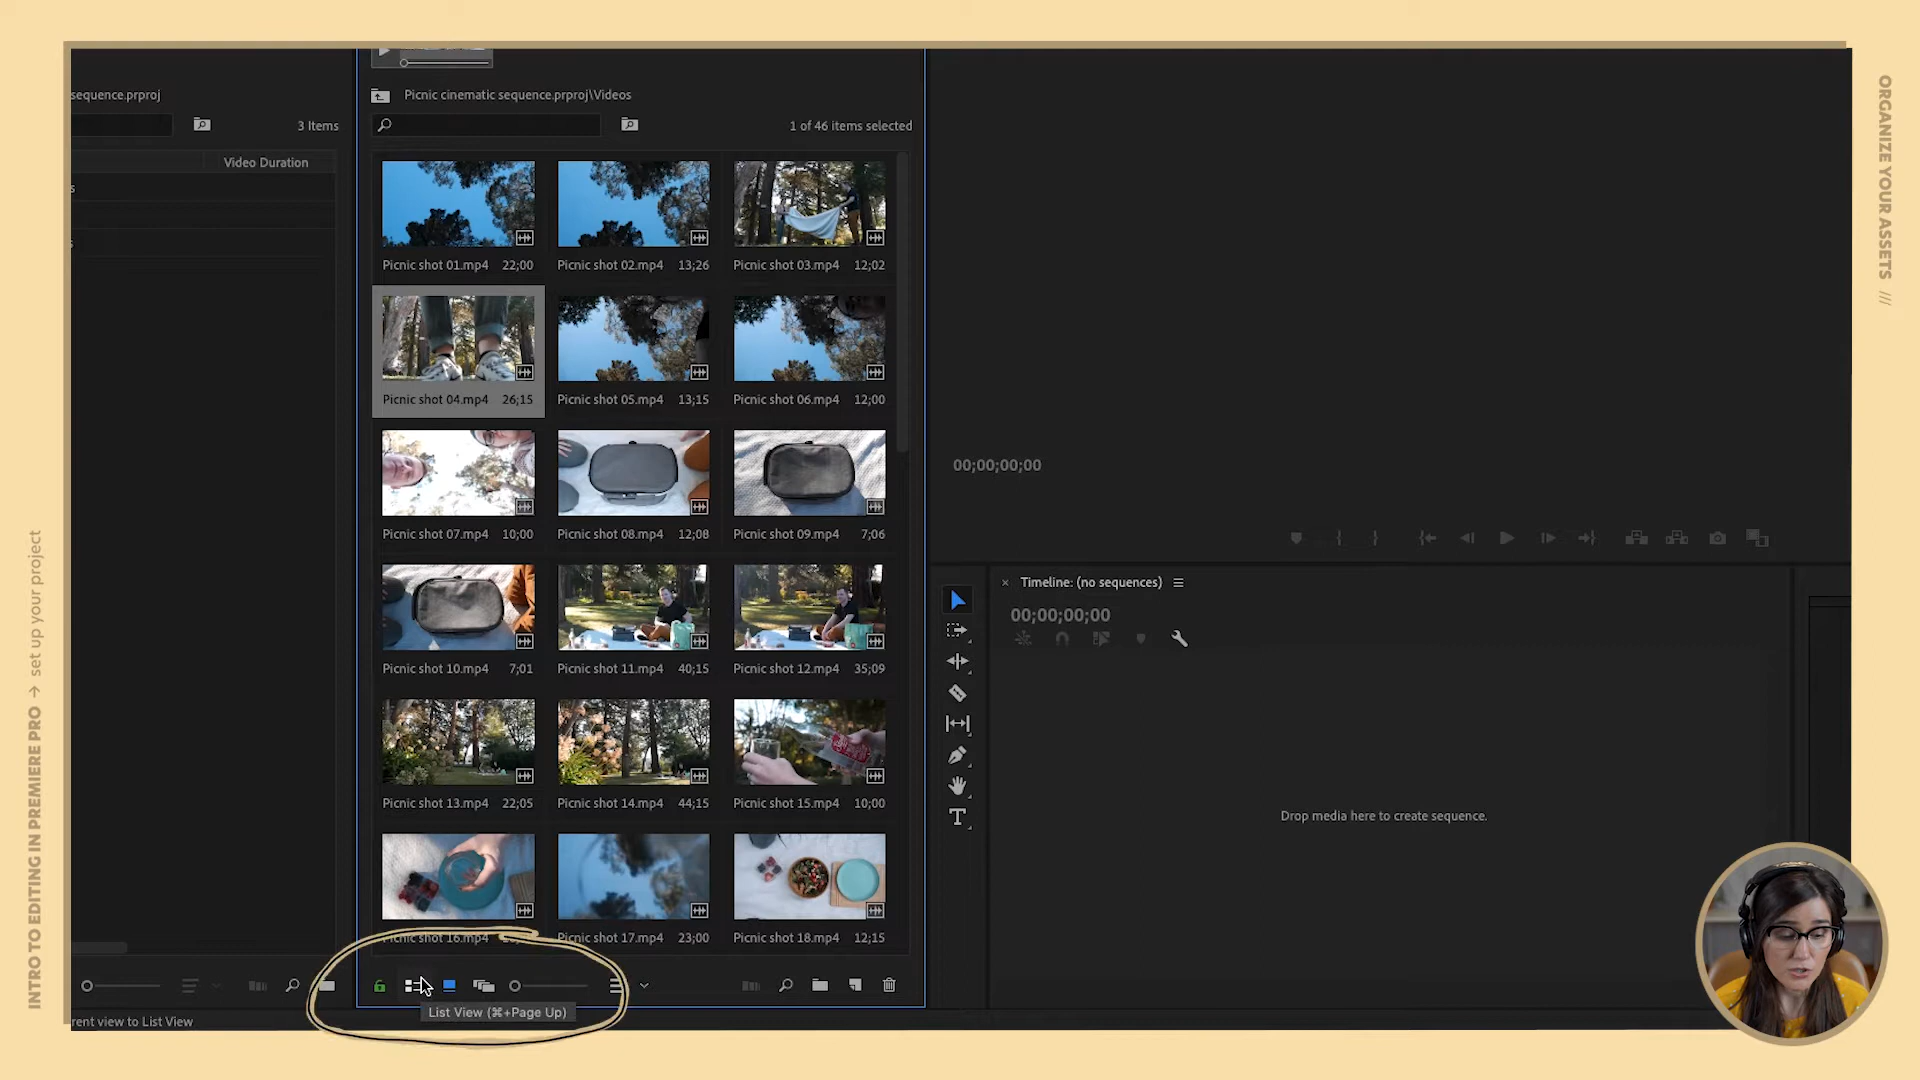 sequence.prproj
3 Items
Video Duration
s
s
Picnic cinematic sequence.prproj\Videos
1 of 46 items selected
Picnic shot 01.mp4 22;00
Picnic shot 02.mp4 13;26
Picnic shot 03.mp4 12;02
Picnic shot 04.mp4 26;15
Picnic shot 05.mp4 13;15
Picnic shot 06.mp4 12;00
Picnic shot 07.mp4 10;00
Picnic shot 08.mp4 12;08
Picnic shot 09.mp4 7;06
Picnic shot 10.mp4 7;01
Picnic shot 11.mp4 40;15
Picnic shot 12.mp4 35;09
Picnic shot 13.mp4 22;05
Picnic shot 14.mp4 44;15
Picnic shot 15.mp4 10;00
Picnic shot 16.mp4
Picnic shot 17.mp4 23;00
Picnic shot 18.mp4 12;15
List View (⌘+Page Up)
rent view to List View
00;00;00;00
Timeline: (no sequences)
00;00;00;00
Drop media here to create sequence.
INTRO TO EDITING IN PREMIERE PRO → set up your project
ORGANIZE YOUR ASSETS ///